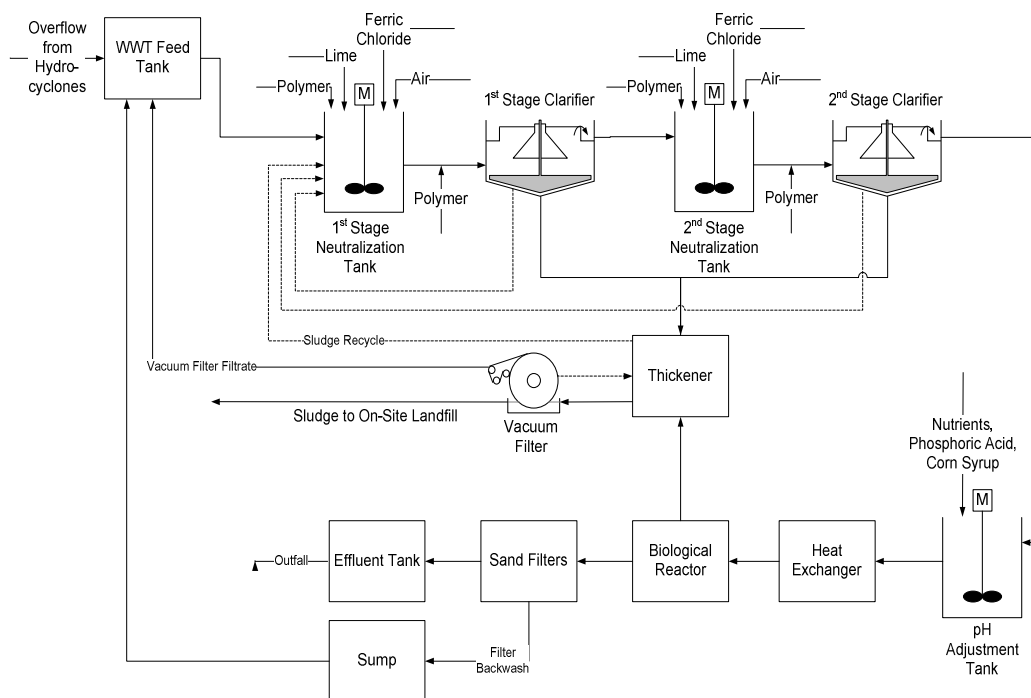 Overflow
from
Hydro-
cyclones
WWT Feed
Tank
Ferric
Chloride
Lime
Polymer
Air
M
1st Stage Clarifier
Polymer
1st Stage
Neutralization
Tank
Ferric
Chloride
Lime
Polymer
Air
M
2nd Stage Clarifier
Polymer
2nd Stage
Neutralization
Tank
Sludge Recycle
Vacuum Filter Filtrate
Thickener
Sludge to On-Site Landfill
Vacuum
Filter
Nutrients,
Phosphoric Acid,
Corn Syrup
M
Outfall
Effluent Tank
Sand Filters
Biological
Reactor
Heat
Exchanger
pH
Adjustment
Tank
Sump
Filter
Backwash